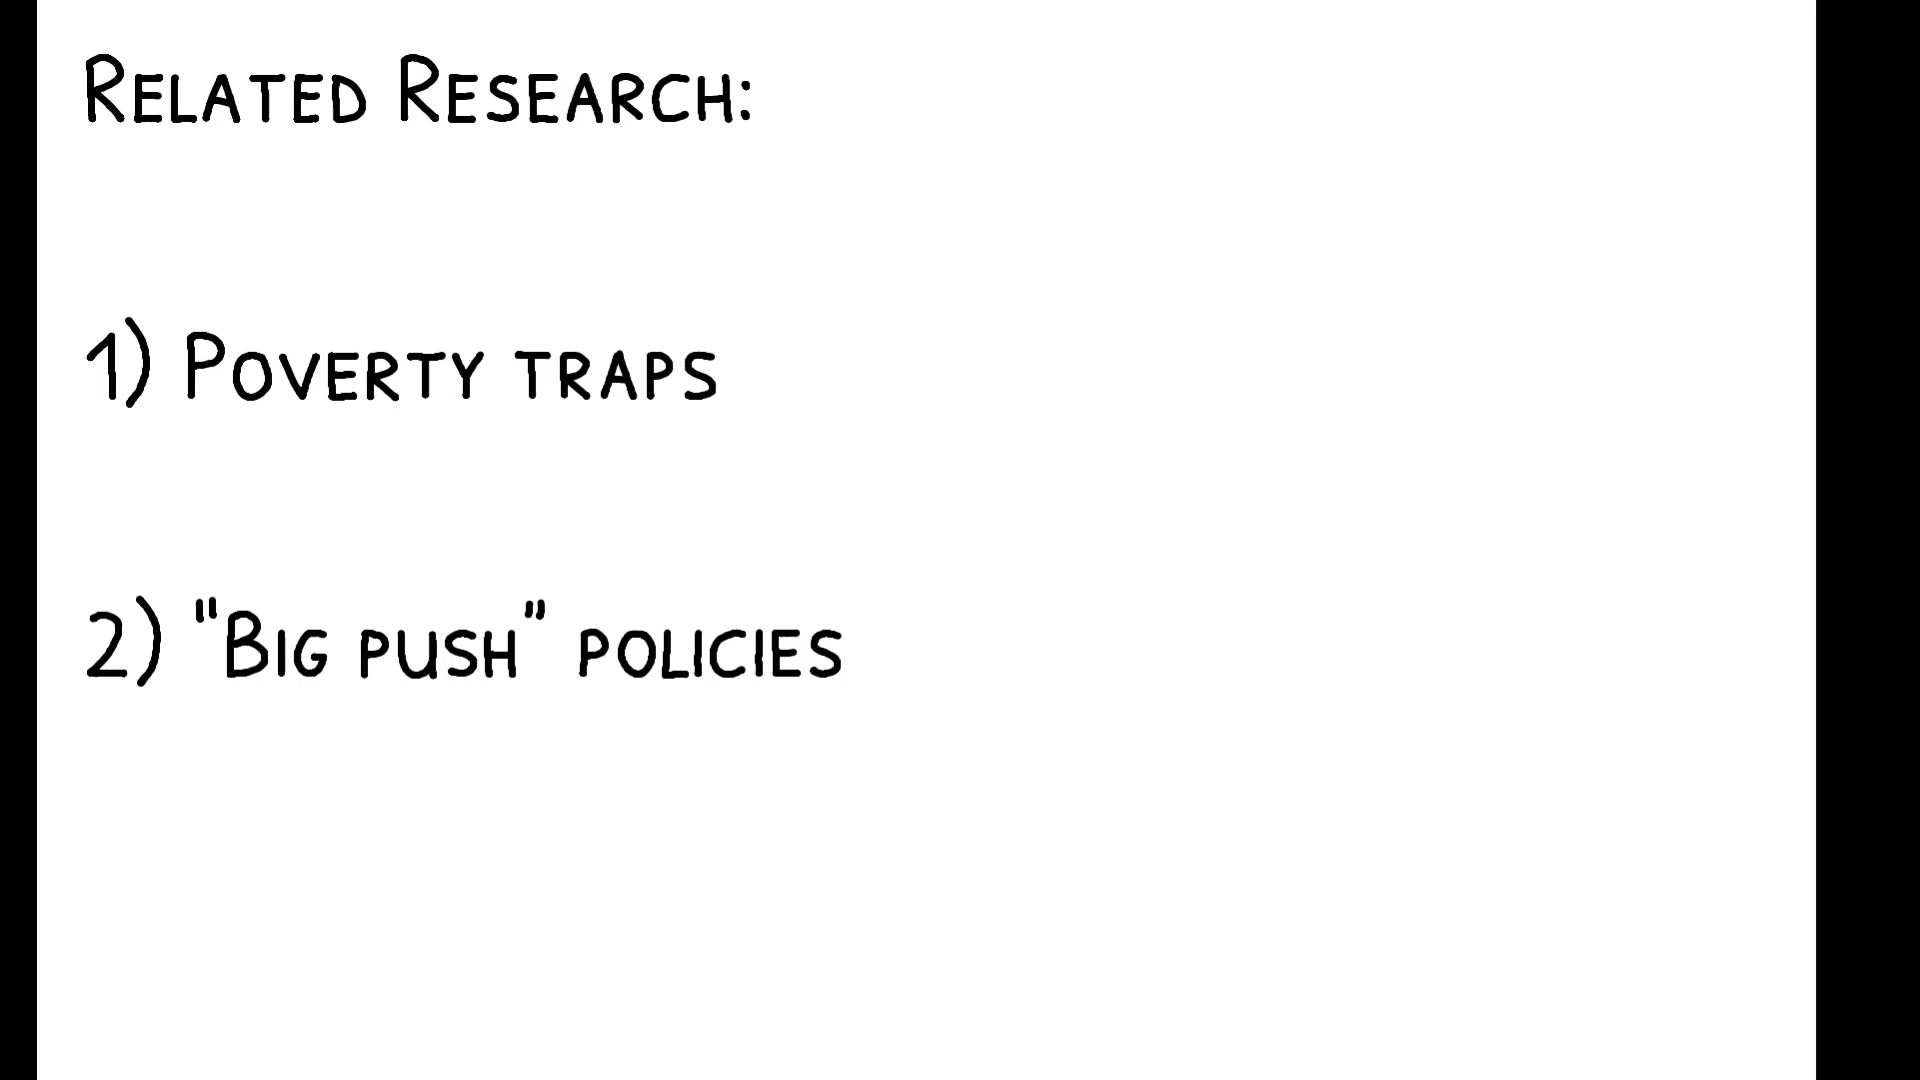 Related Research:
1) Poverty traps
2) "Big push" policies